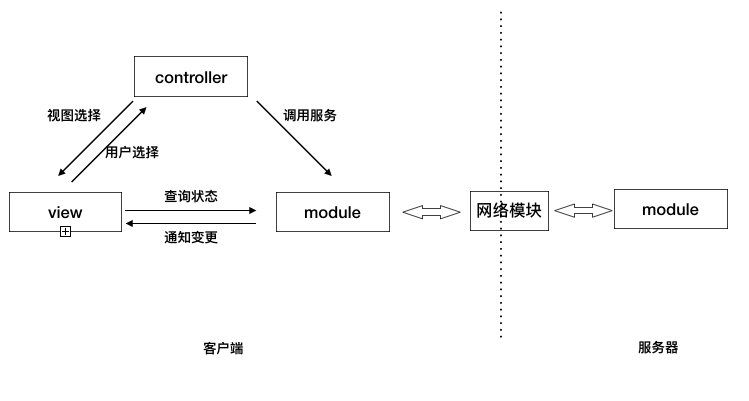 controller
视图选择
调用服务
用户选择
查询状态
view
module
网络模块
module
通知变更
客户端
服务器